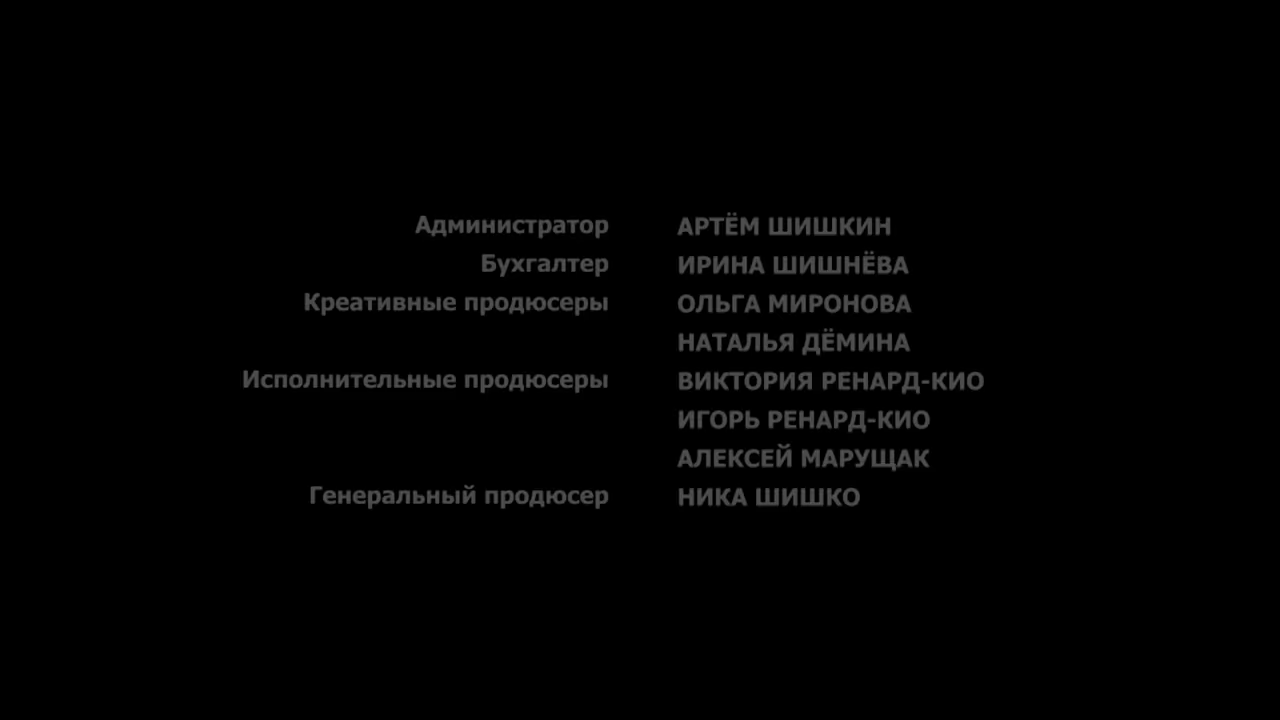 Администратор АРТЁМ ШИШКИН
Бухгалтер ИРИНА ШИШНЁВА
Креативные продюсеры ОЛЬГА МИРОНОВА
НАТАЛЬЯ ДЁМИНА
Исполнительные продюсеры ВИКТОРИЯ РЕНАРД-КИО
ИГОРЬ РЕНАРД-КИО
АЛЕКСЕЙ МАРУЩАК
Генеральный продюсер НИКА ШИШКО